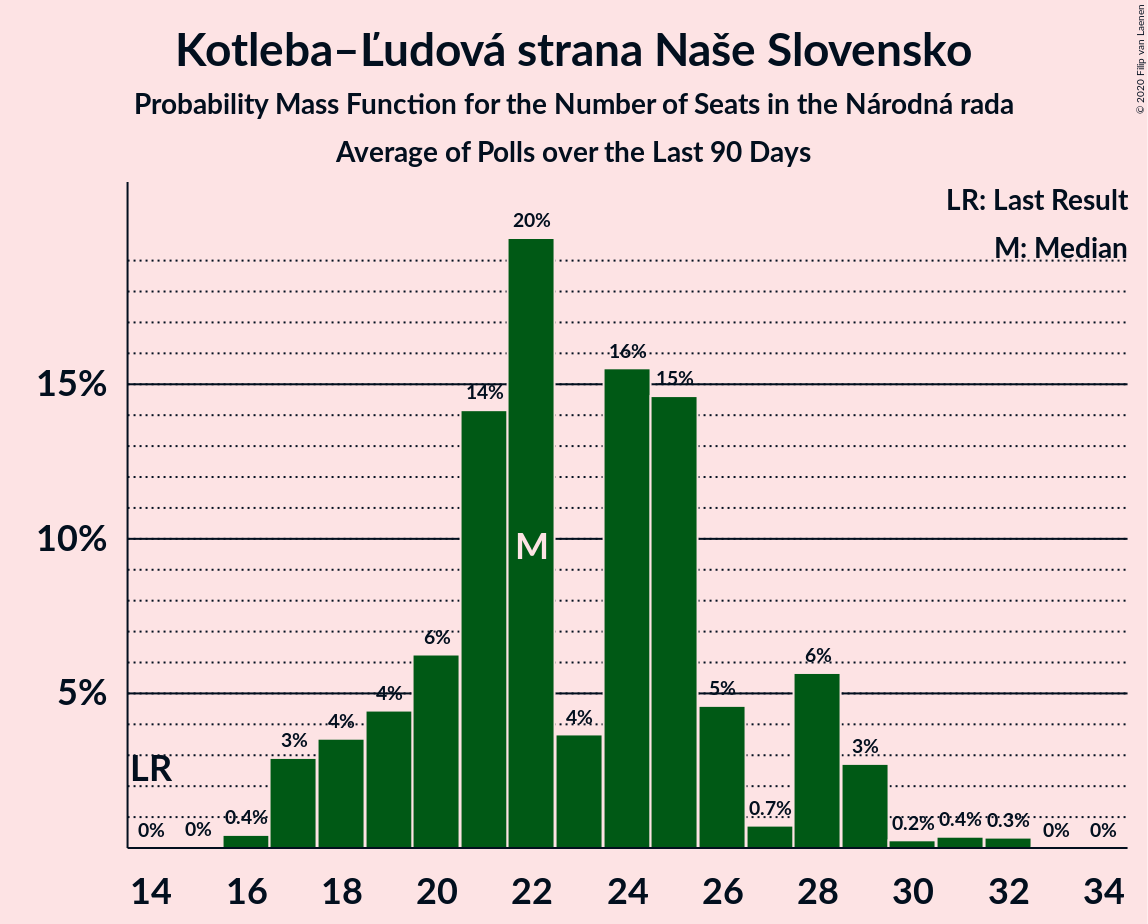 Kotleba–Ľudová strana Naše Slovensko
Probability Mass Function for the Number of Seats in the Národná rada
Average of Polls over the Last 90 Days
© 2020 Filip van Laenen
LR: Last Result
M: Median
20%
16%
15%
15%
14%
10%
M
6%
6%
5%
5%
4%
4%
4%
3%
3%
LR
0.7%
0.4%
0.4%
0.3%
0.2%
0%
0%
0%
0%
14 16 18 20 22 24 26 28 30 32 34